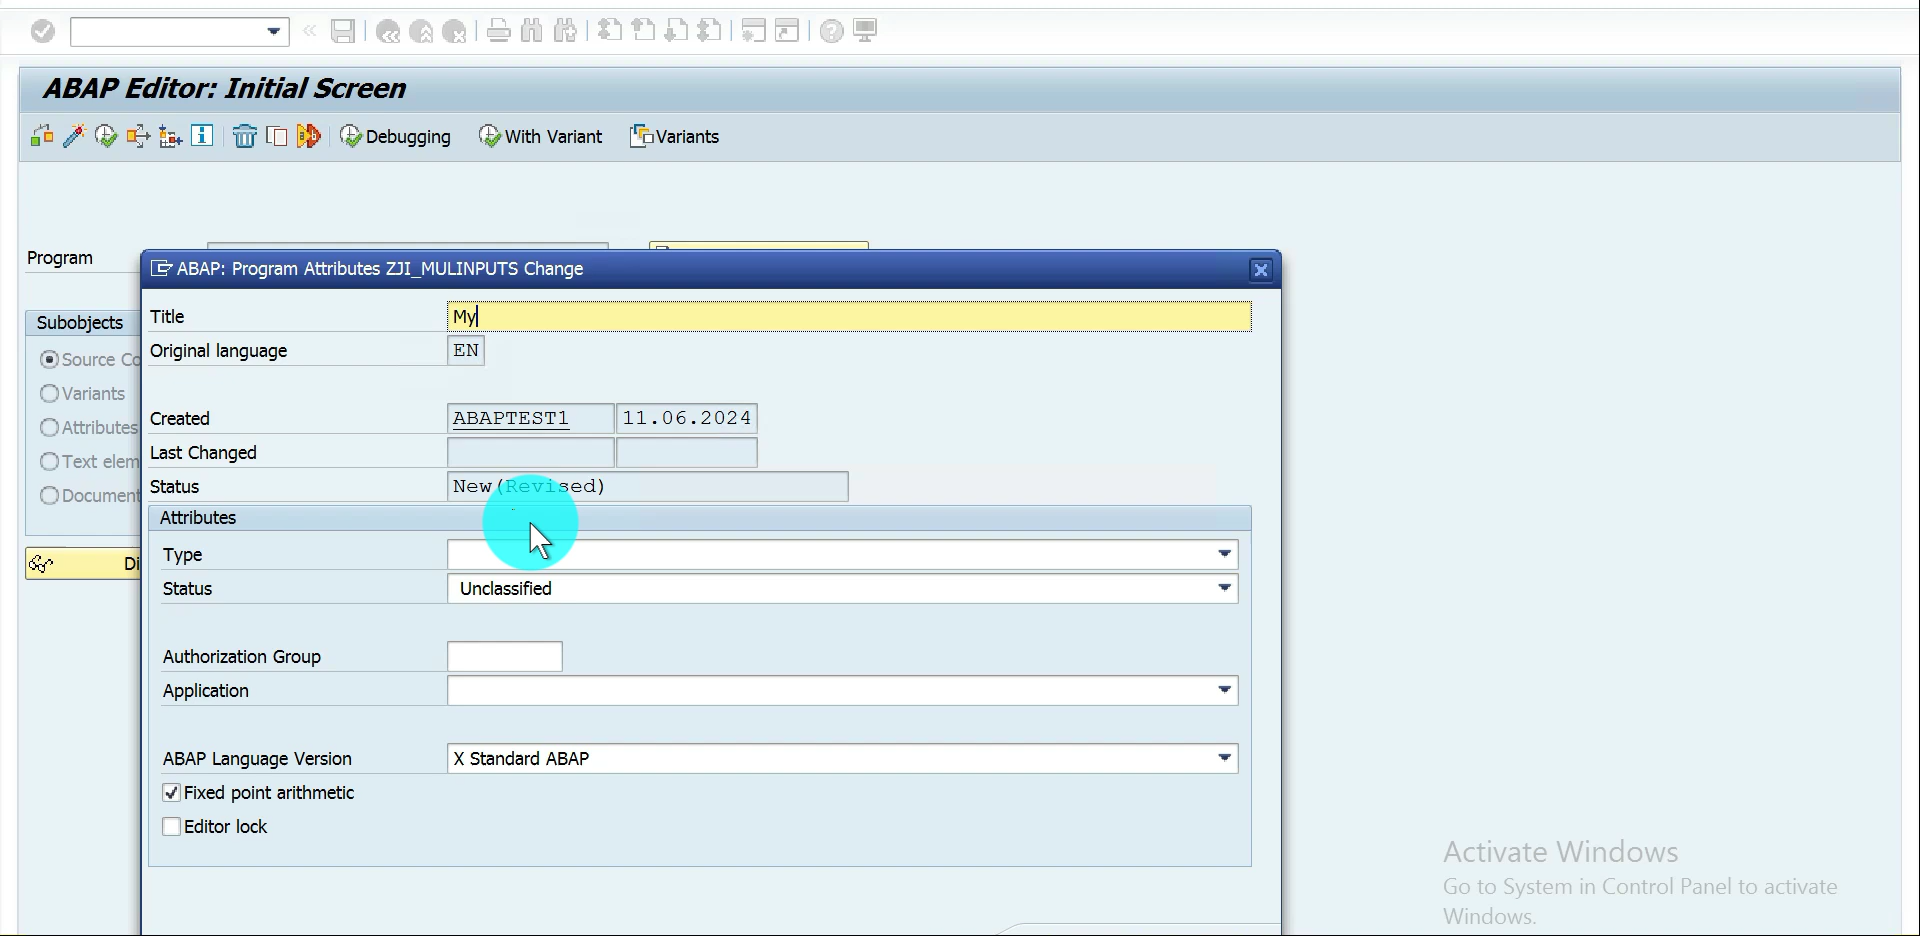 ABAP Editor: Initial Screen
Debugging With Variant Variants
Program
ABAP: Program Attributes ZJI_MULINPUTS Change
Title My
Subobjects
Original language EN
Source Co
Variants
Created ABAPTEST1 11.06.2024
Attributes
Last Changed
Text elem
Status New(Revised)
Document
Attributes
Type
Di
Status Unclassified
Authorization Group
Application
ABAP Language Version X Standard ABAP
Fixed point arithmetic
Editor lock
Activate Windows
Go to System in Control Panel to activate
Windows.